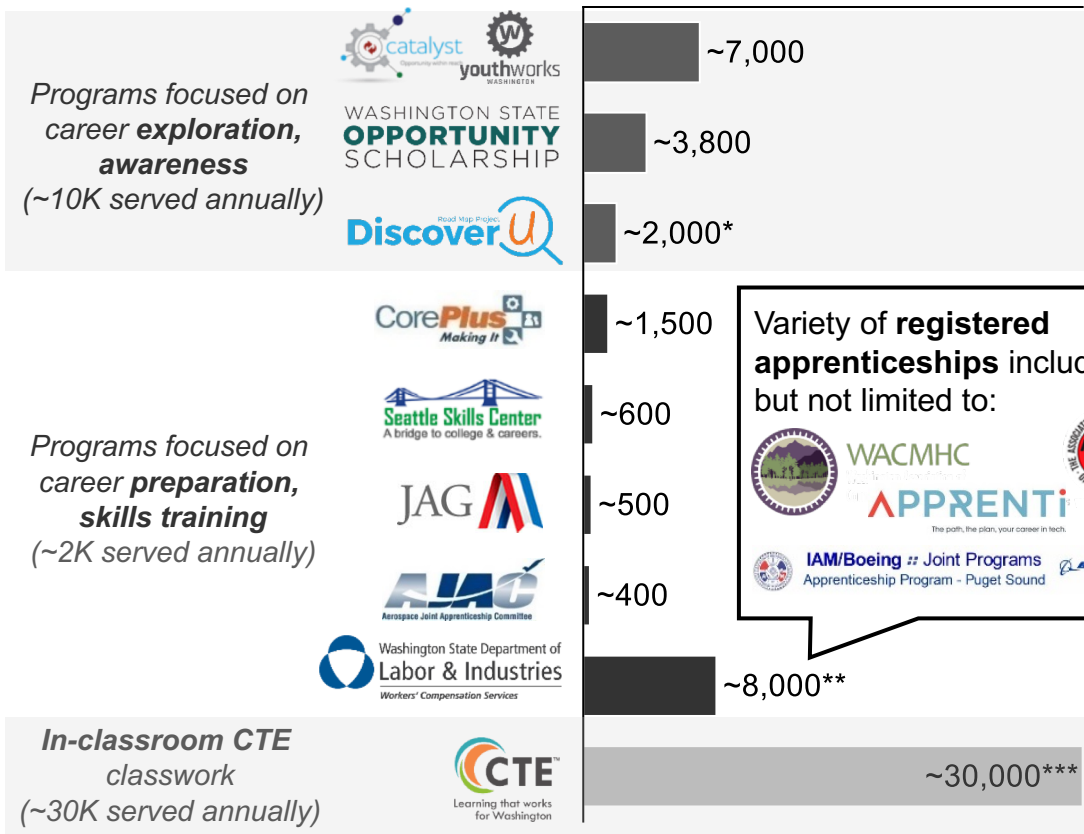 Programs focused on
career exploration,
awareness
(~10K served annually)
catalyst
Opportunity within reach
youthworks
WASHINGTON
~7,000
WASHINGTON STATE
OPPORTUNITY
SCHOLARSHIP
~3,800
Road Map Project
DiscoverU
~2,000*
Programs focused on
career preparation,
skills training
(~2K served annually)
CorePlus
Making It
~1,500
Seattle Skills Center
A bridge to college & careers.
~600
JAG
~500
AJAC
Aerospace Joint Apprenticeship Committee
~400
Washington State Department of
Labor & Industries
Workers' Compensation Services
~8,000**
Variety of registered
apprenticeships includ
but not limited to:
WACMHC
THE ASSOCIAT
APPRENTI
The path, the plan, your career in tech.
IAM/Boeing :: Joint Programs
Apprenticeship Program - Puget Sound
In-classroom CTE
classwork
(~30K served annually)
CTE™
Learning that works
for Washington
~30,000***